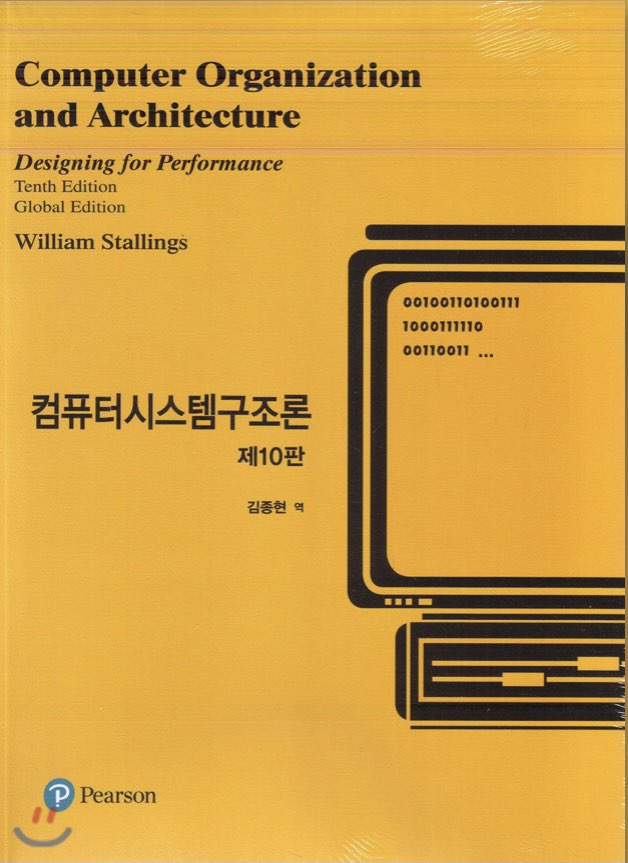 Computer Organization
and Architecture
Designing for Performance
Tenth Edition
Global Edition
William Stallings
00100110100111
1000111110
00110011 ...
컴퓨터시스템구조론
제10판
김종현 역
P Pearson